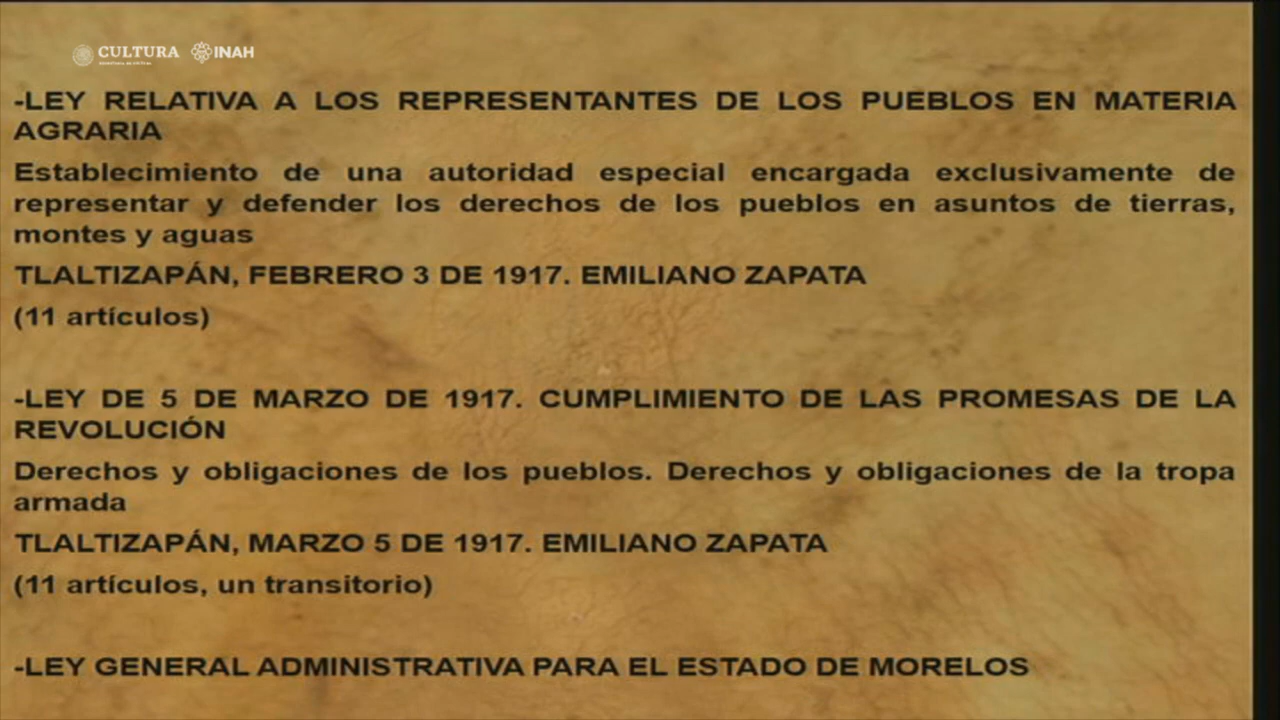 CULTURA INAH
-LEY RELATIVA A LOS REPRESENTANTES DE LOS PUEBLOS EN MATERIA
AGRARIA
Establecimiento de una autoridad especial encargada exclusivamente de
representar y defender los derechos de los pueblos en asuntos de tierras,
montes y aguas
TLALTIZAPÁN, FEBRERO 3 DE 1917. EMILIANO ZAPATA
(11 artículos)
-LEY DE 5 DE MARZO DE 1917. CUMPLIMIENTO DE LAS PROMESAS DE LA
REVOLUCIÓN
Derechos y obligaciones de los pueblos. Derechos y obligaciones de la tropa
armada
TLALTIZAPÁN, MARZO 5 DE 1917. EMILIANO ZAPATA
(11 artículos, un transitorio)
-LEY GENERAL ADMINISTRATIVA PARA EL ESTADO DE MORELOS